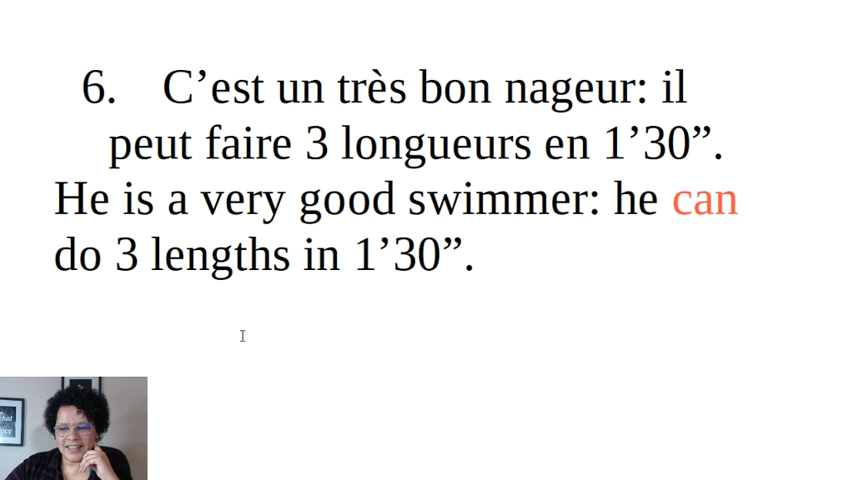 6. C’est un très bon nageur: il
peut faire 3 longueurs en 1’30”.
He is a very good swimmer: he can
do 3 lengths in 1’30”.